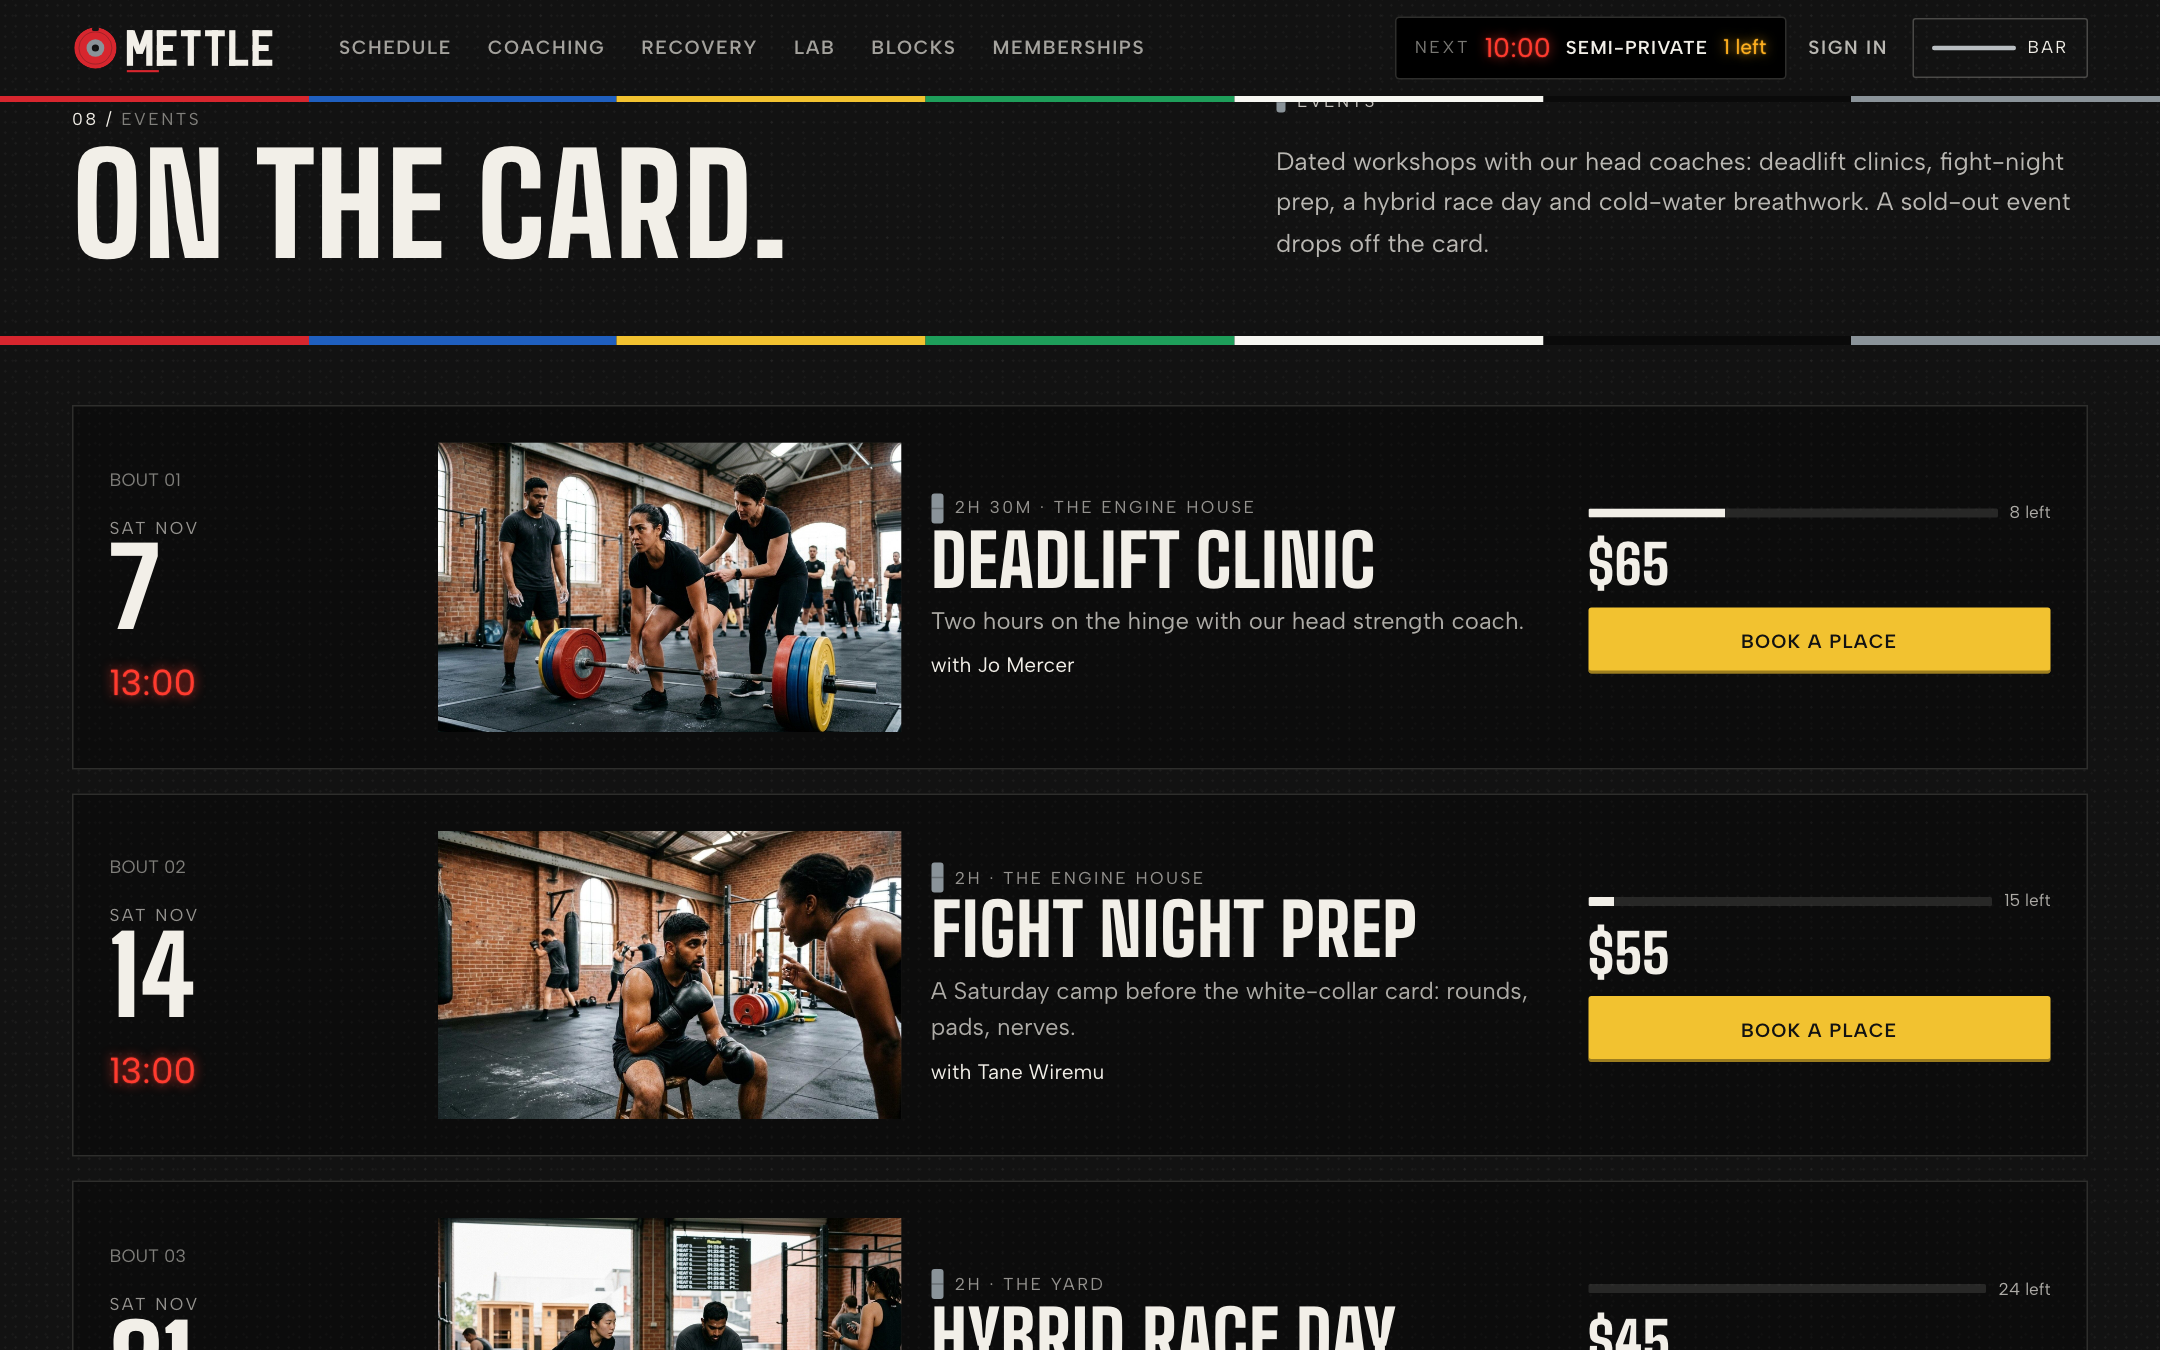 METTLE
SCHEDULE COACHING RECOVERY LAB BLOCKS MEMBERSHIPS
NEXT 10:00 SEMI-PRIVATE 1 left
SIGN IN
BAR
08 / EVENTS
ON THE CARD.
EVENTS
Dated workshops with our head coaches: deadlift clinics, fight-night
prep, a hybrid race day and cold-water breathwork. A sold-out event
drops off the card.
BOUT 01
SAT NOV
7
13:00
2H 30M · THE ENGINE HOUSE
DEADLIFT CLINIC
Two hours on the hinge with our head strength coach.
with Jo Mercer
8 left
$65
BOOK A PLACE
BOUT 02
SAT NOV
14
13:00
2H · THE ENGINE HOUSE
FIGHT NIGHT PREP
A Saturday camp before the white-collar card: rounds,
pads, nerves.
with Tane Wiremu
15 left
$55
BOOK A PLACE
BOUT 03
SAT NOV
21
2H · THE YARD
HYBRID RACE DAY
24 left
$45